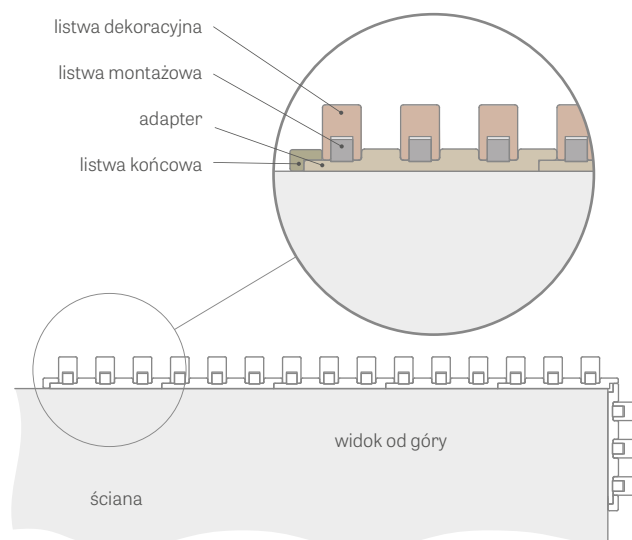 listwa dekoracyjna
listwa montażowa
adapter
listwa końcowa
widok od góry
ściana